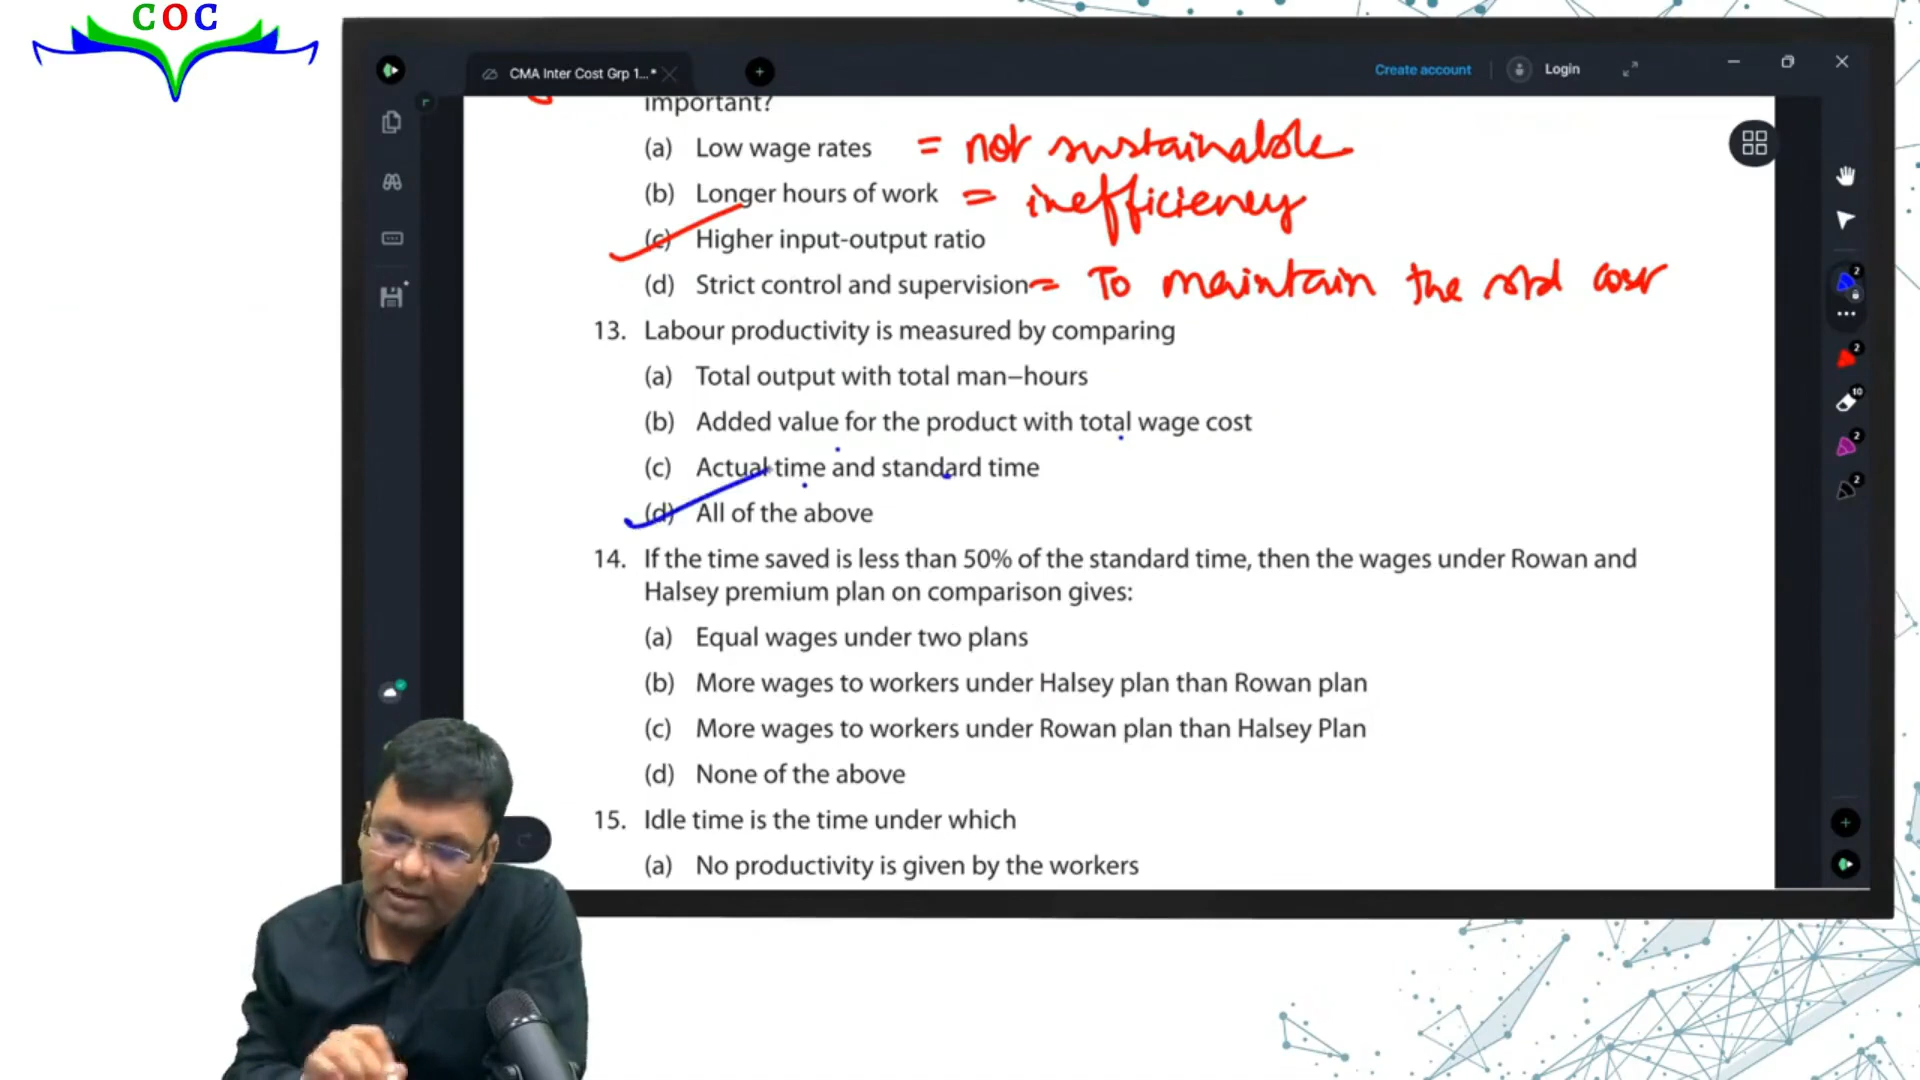 COC
CMA Inter Cost Grp 1...*
Create account
Login
important?
(a) Low wage rates = not sustainable
(b) Longer hours of work = inefficiency
(c) Higher input-output ratio
(d) Strict control and supervision = To maintain the std cost
13. Labour productivity is measured by comparing
(a) Total output with total man–hours
(b) Added value for the product with total wage cost
(c) Actual time and standard time
(d) All of the above
14. If the time saved is less than 50% of the standard time, then the wages under Rowan and
Halsey premium plan on comparison gives:
(a) Equal wages under two plans
(b) More wages to workers under Halsey plan than Rowan plan
(c) More wages to workers under Rowan plan than Halsey Plan
(d) None of the above
15. Idle time is the time under which
(a) No productivity is given by the workers
2
2
10
2
2